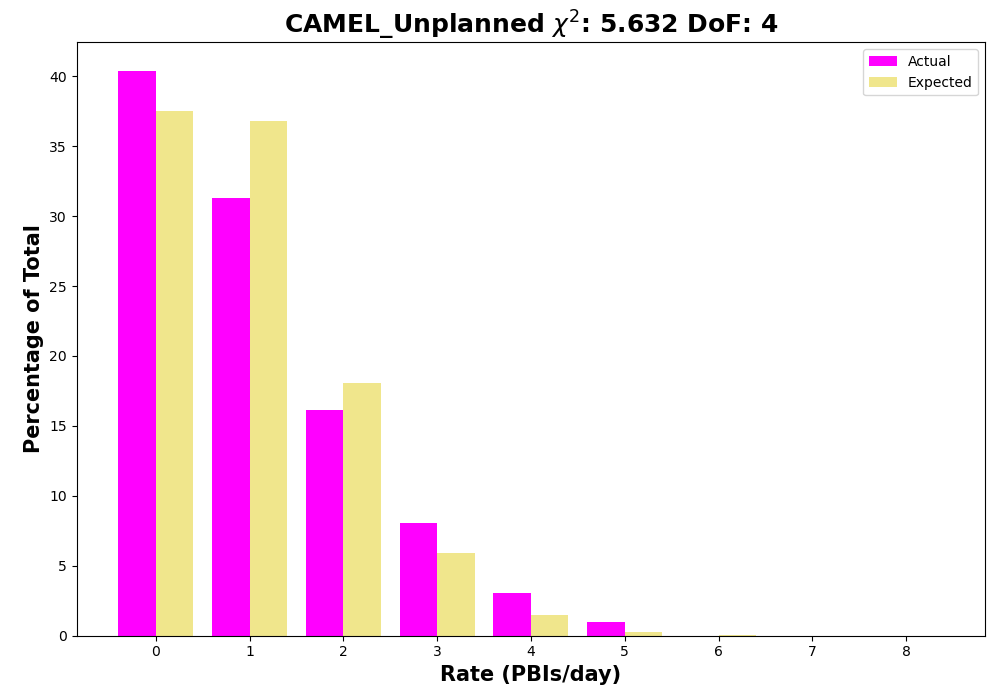 CAMEL_Unplanned χ²: 5.632 DoF: 4
Actual
Expected
Percentage of Total
40
35
30
25
20
15
10
5
0
0 1 2 3 4 5 6 7 8
Rate (PBIs/day)